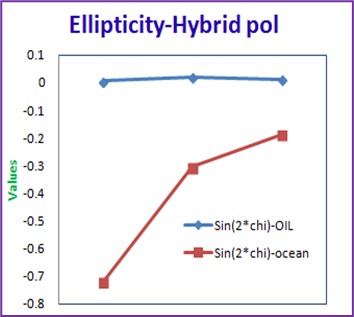 Ellipticity-Hybrid pol
0.1
0
-0.1
-0.2
-0.3
-0.4
-0.5
-0.6
-0.7
-0.8
Values
Sin(2*chi)-OIL
Sin(2*chi)-ocean